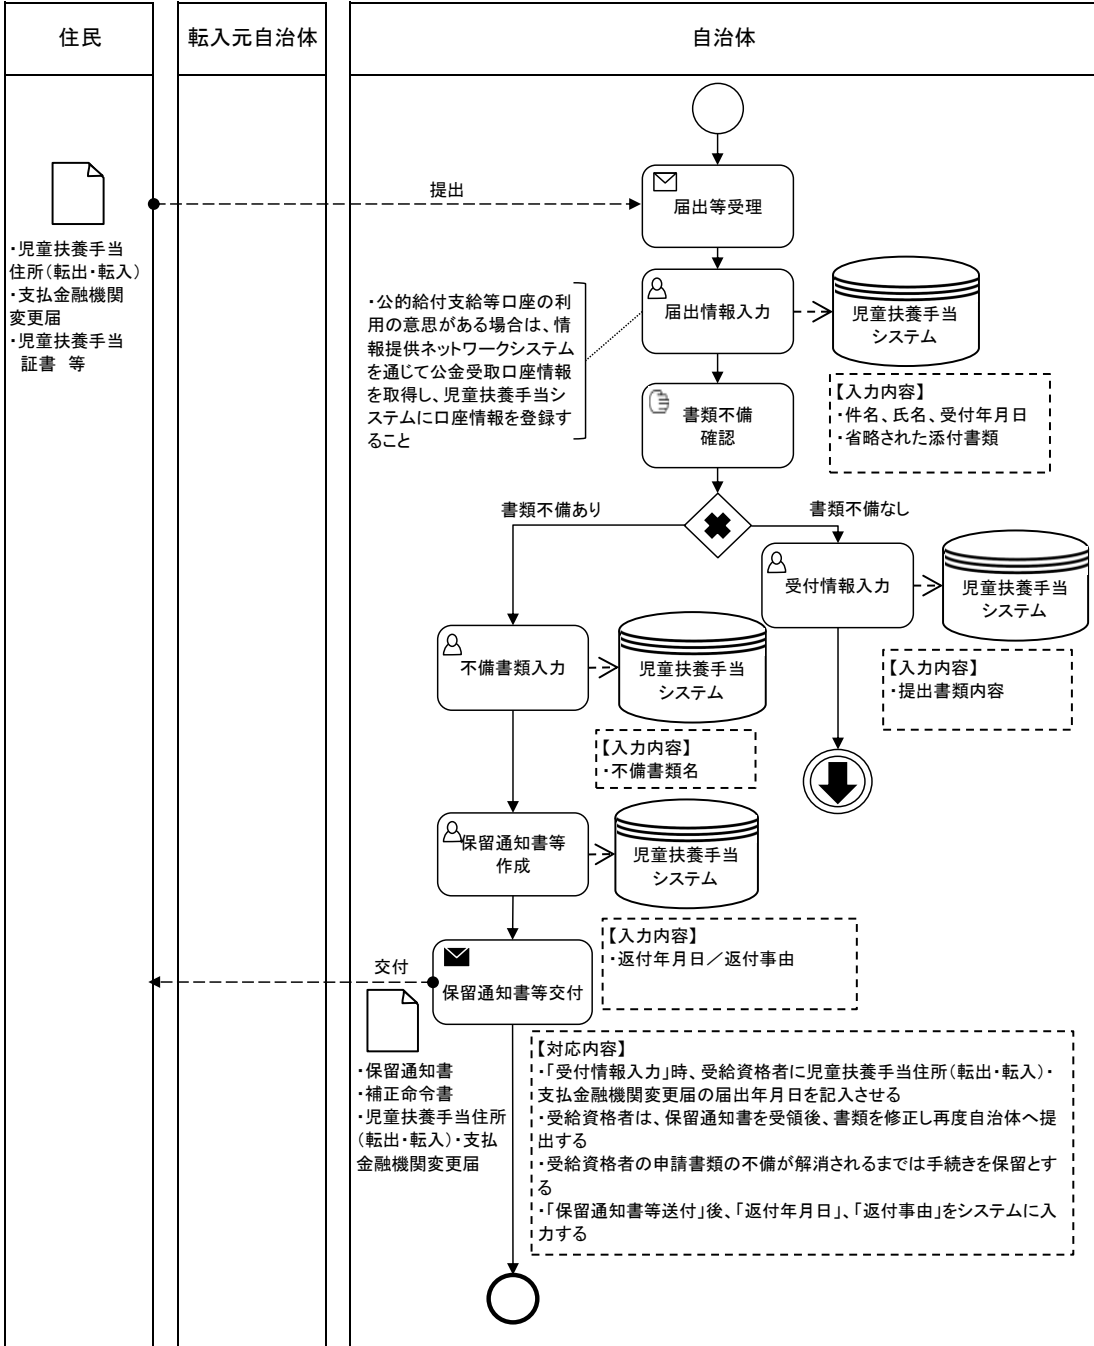 住民
転入元自治体
自治体
提出
届出等受理
・児童扶養手当
住所(転出・転入)
・支払金融機関
変更届
・児童扶養手当
証書 等
・公的給付支給等口座の利
用の意思がある場合は、情
報提供ネットワークシステム
を通じて公金受取口座情報
を取得し、児童扶養手当シ
ステムに口座情報を登録す
ること
届出情報入力
児童扶養手当
システム
【入力内容】
・件名、氏名、受付年月日
・省略された添付書類
書類不備
確認
書類不備あり
書類不備なし
受付情報入力
児童扶養手当
システム
【入力内容】
・提出書類内容
不備書類入力
児童扶養手当
システム
【入力内容】
・不備書類名
保留通知書等
作成
児童扶養手当
システム
【入力内容】
・返付年月日/返付事由
交付
保留通知書等交付
・保留通知書
・補正命令書
・児童扶養手当住所
(転出・転入)・支払
金融機関変更届
【対応内容】
・「受付情報入力」時、受給資格者に児童扶養手当住所(転出・転入)・
支払金融機関変更届の届出年月日を記入させる
・受給資格者は、保留通知書を受領後、書類を修正し再度自治体へ提
出する
・受給資格者の申請書類の不備が解消されるまでは手続きを保留とす
る
・「保留通知書等送付」後、「返付年月日」、「返付事由」をシステムに入
力する